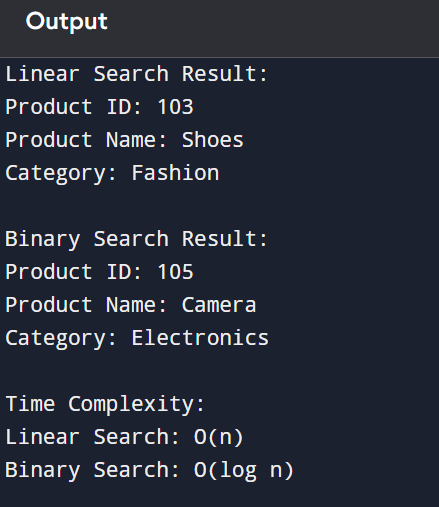 Output
Linear Search Result:
Product ID: 103
Product Name: Shoes
Category: Fashion
Binary Search Result:
Product ID: 105
Product Name: Camera
Category: Electronics
Time Complexity:
Linear Search: O(n)
Binary Search: O(log n)